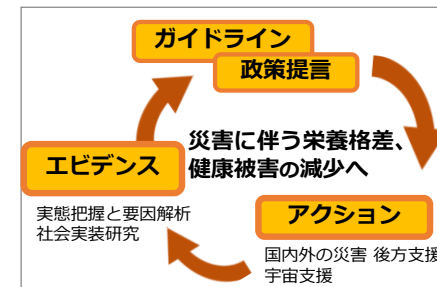 ガイドライン
政策提言
災害に伴う栄養格差、
健康被害の減少へ
エビデンス
実態把握と要因解析
社会実装研究
アクション
国内外の災害 後方支援
宇宙支援